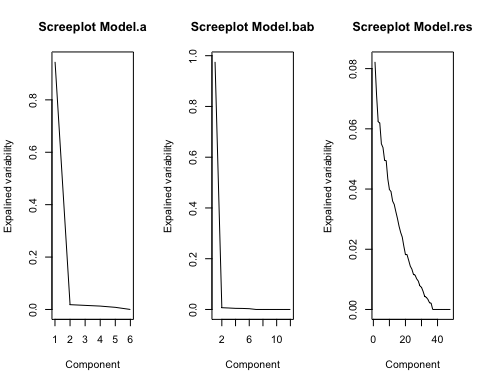 Screeplot Model.a
Expalined variability
0.0 0.2 0.4 0.6 0.8
1 2 3 4 5 6
Component
Screeplot Model.bab
Expalined variability
0.0 0.2 0.4 0.6 0.8 1.0
2 6 10
Component
Screeplot Model.res
Expalined variability
0.00 0.02 0.04 0.06 0.08
0 20 40
Component